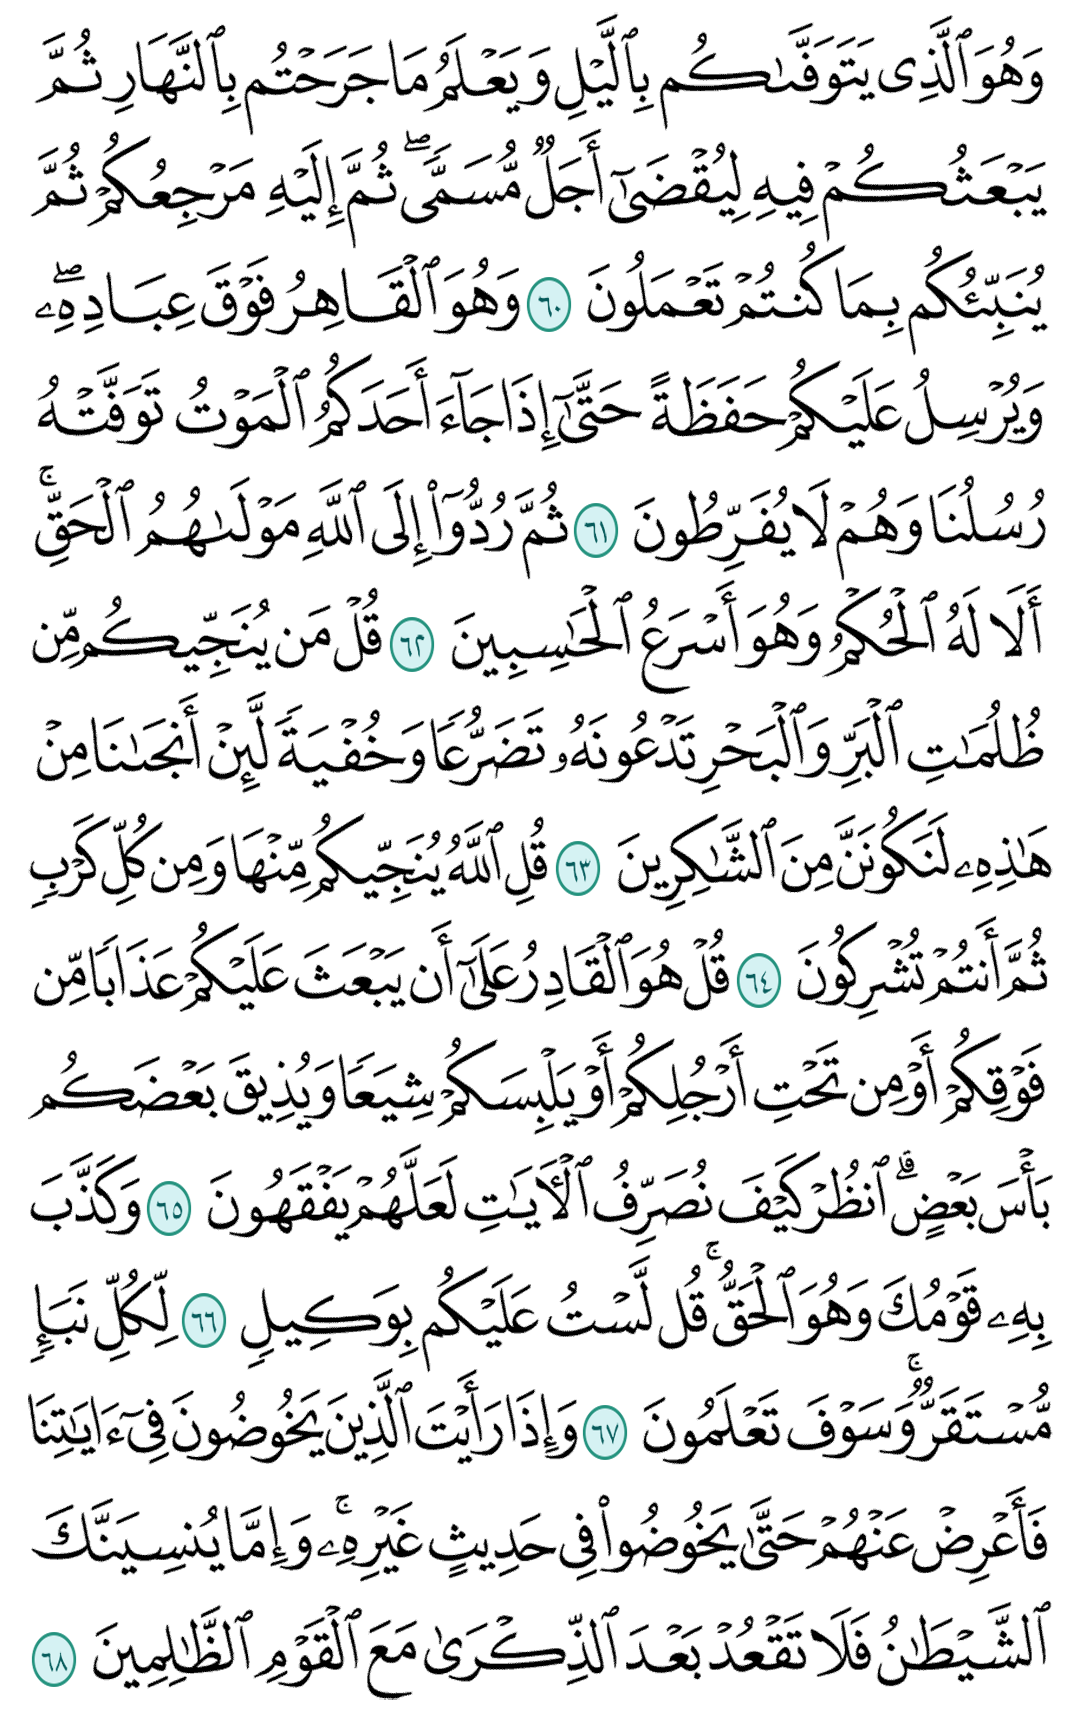 وَهُوَ ٱلَّذِى يَتَوَفَّىٰكُم بِٱلَّيْلِ وَيَعْلَمُ مَا جَرَحْتُم بِٱلنَّهَارِ ثُمَّ
يَبْعَثُكُمْ فِيهِ لِيُقْضَىٰٓ أَجَلٌ مُّسَمًّى ۖ ثُمَّ إِلَيْهِ مَرْجِعُكُمْ ثُمَّ
يُنَبِّئُكُم بِمَا كُنتُمْ تَعْمَلُونَ ٦٠ وَهُوَ ٱلْقَاهِرُ فَوْقَ عِبَادِهِۦ ۖ
وَيُرْسِلُ عَلَيْكُمْ حَفَظَةً حَتَّىٰٓ إِذَا جَآءَ أَحَدَكُمُ ٱلْمَوْتُ تَوَفَّتْهُ
رُسُلُنَا وَهُمْ لَا يُفَرِّطُونَ ٦١ ثُمَّ رُدُّوٓا۟ إِلَى ٱللَّهِ مَوْلَىٰهُمُ ٱلْحَقِّ ۚ
أَلَا لَهُ ٱلْحُكْمُ وَهُوَ أَسْرَعُ ٱلْحَـٰسِبِينَ ٦٢ قُلْ مَن يُنَجِّيكُم مِّن
ظُلُمَـٰتِ ٱلْبَرِّ وَٱلْبَحْرِ تَدْعُونَهُۥ تَضَرُّعًا وَخُفْيَةً لَّئِنْ أَنجَىٰنَا مِنْ
هَـٰذِهِۦ لَنَكُونَنَّ مِنَ ٱلشَّـٰكِرِينَ ٦٣ قُلِ ٱللَّهُ يُنَجِّيكُم مِّنْهَا وَمِن كُلِّ كَرْبٍ
ثُمَّ أَنتُمْ تُشْرِكُونَ ٦٤ قُلْ هُوَ ٱلْقَادِرُ عَلَىٰٓ أَن يَبْعَثَ عَلَيْكُمْ عَذَابًا مِّن
فَوْقِكُمْ أَوْ مِن تَحْتِ أَرْجُلِكُمْ أَوْ يَلْبِسَكُمْ شِيَعًا وَيُذِيقَ بَعْضَكُم
بَأْسَ بَعْضٍ ۗ ٱنظُرْ كَيْفَ نُصَرِّفُ ٱلْـَٔايَـٰتِ لَعَلَّهُمْ يَفْقَهُونَ ٦٥ وَكَذَّبَ
بِهِۦ قَوْمُكَ وَهُوَ ٱلْحَقُّ ۚ قُل لَّسْتُ عَلَيْكُم بِوَكِيلٍ ٦٦ لِّكُلِّ نَبَإٍ
مُّسْتَقَرٌّ ۚ وَسَوْفَ تَعْلَمُونَ ٦٧ وَإِذَا رَأَيْتَ ٱلَّذِينَ يَخُوضُونَ فِىٓ ءَايَـٰتِنَا
فَأَعْرِضْ عَنْهُمْ حَتَّىٰ يَخُوضُوا۟ فِى حَدِيثٍ غَيْرِهِۦ ۚ وَإِمَّا يُنسِيَنَّكَ
ٱلشَّيْطَـٰنُ فَلَا تَقْعُدْ بَعْدَ ٱلذِّكْرَىٰ مَعَ ٱلْقَوْمِ ٱلظَّـٰلِمِينَ ٦٨